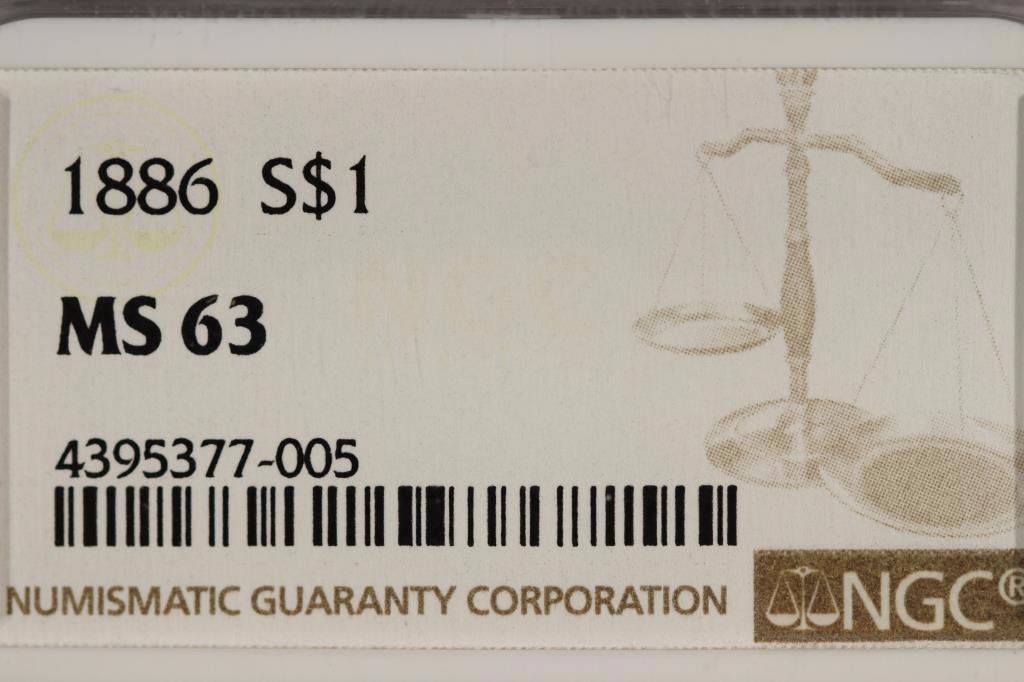 1886 S$1
MS 63
4395377-005
NUMISMATIC GUARANTY CORPORATION
NGC®